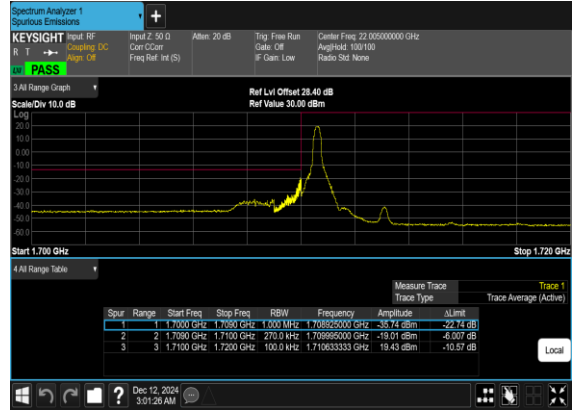 Spectrum Analyzer 1
Spurious Emissions
+
KEYSIGHT Input: RF Input Z: 50 Ω Atten: 20 dB Trig: Free Run Center Freq: 22.005000000 GHz
R T Coupling: DC Corr CCorr Gate: Off Avg|Hold: 100/100
Align: Off Freq Ref: Int (S) IF Gain: Low Radio Std: None
PASS
3 All Range Graph
Ref Lvl Offset 28.40 dB
Scale/Div 10.0 dB Ref Value 30.00 dBm
Log
20.0
10.0
0.00
-10.0
-20.0
-30.0
-40.0
-50.0
-60.0
Start 1.700 GHz Stop 1.720 GHz
4 All Range Table
Measure Trace Trace 1
Trace Type Trace Average (Active)
Spur Range Start Freq Stop Freq RBW Frequency Amplitude ΔLimit
1 1 1.7000 GHz 1.7090 GHz 1.000 MHz 1.708925000 GHz -35.74 dBm -22.74 dB
2 2 1.7090 GHz 1.7100 GHz 270.0 kHz 1.709995000 GHz -19.01 dBm -6.007 dB
3 3 1.7100 GHz 1.7200 GHz 100.0 kHz 1.710633333 GHz 19.43 dBm -10.57 dB
Local
? Dec 12, 2024
3:01:26 AM